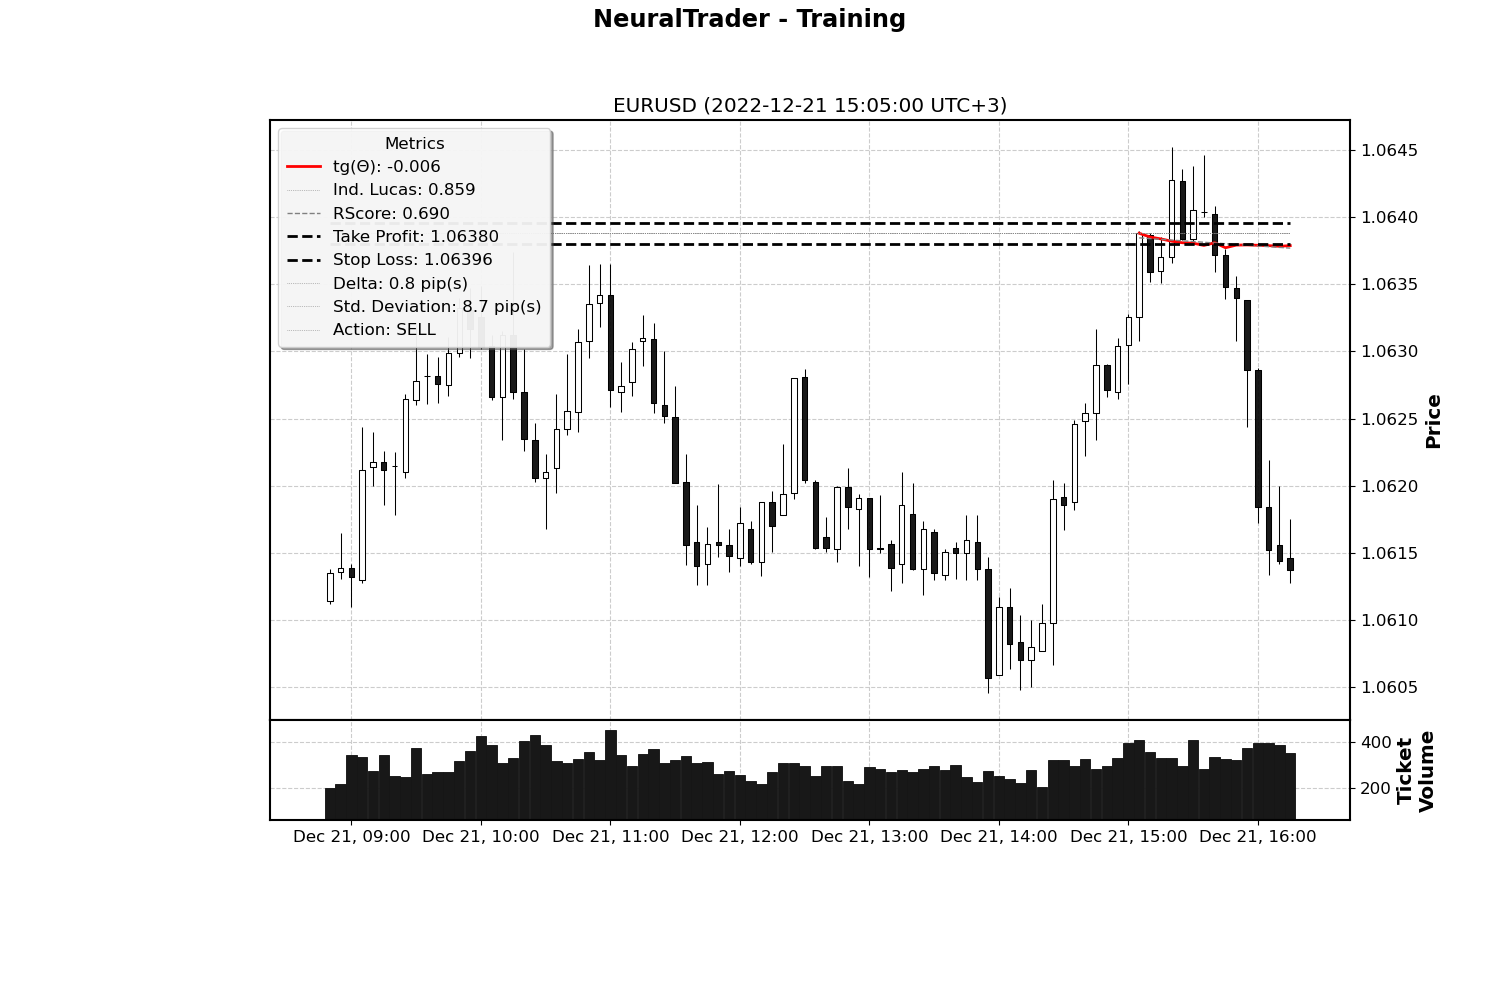 NeuralTrader - Training
EURUSD (2022-12-21 15:05:00 UTC+3)
Metrics
tg(Θ): -0.006
Ind. Lucas: 0.859
RScore: 0.690
Take Profit: 1.06380
Stop Loss: 1.06396
Delta: 0.8 pip(s)
Std. Deviation: 8.7 pip(s)
Action: SELL
1.0645
1.0640
1.0635
1.0630
1.0625
1.0620
1.0615
1.0610
1.0605
Price
400
200
Ticket
Volume
Dec 21, 09:00 Dec 21, 10:00 Dec 21, 11:00 Dec 21, 12:00 Dec 21, 13:00 Dec 21, 14:00 Dec 21, 15:00 Dec 21, 16:00